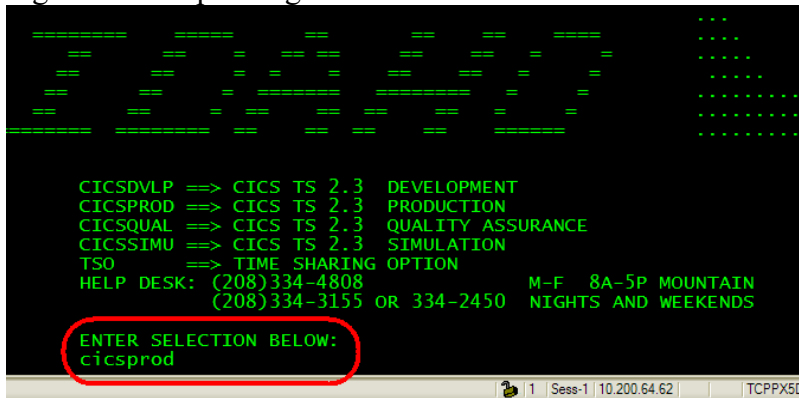 IDAHO
CICSDVLP ==> CICS TS 2.3 DEVELOPMENT
CICSPROD ==> CICS TS 2.3 PRODUCTION
CICSQUAL ==> CICS TS 2.3 QUALITY ASSURANCE
CICSSIMU ==> CICS TS 2.3 SIMULATION
TSO ==> TIME SHARING OPTION
HELP DESK: (208)334-4808 M-F 8A-5P MOUNTAIN
(208)334-3155 OR 334-2450 NIGHTS AND WEEKENDS
ENTER SELECTION BELOW:
cicsprod
1 Sess-1 10.200.64.62 TCPPX5D